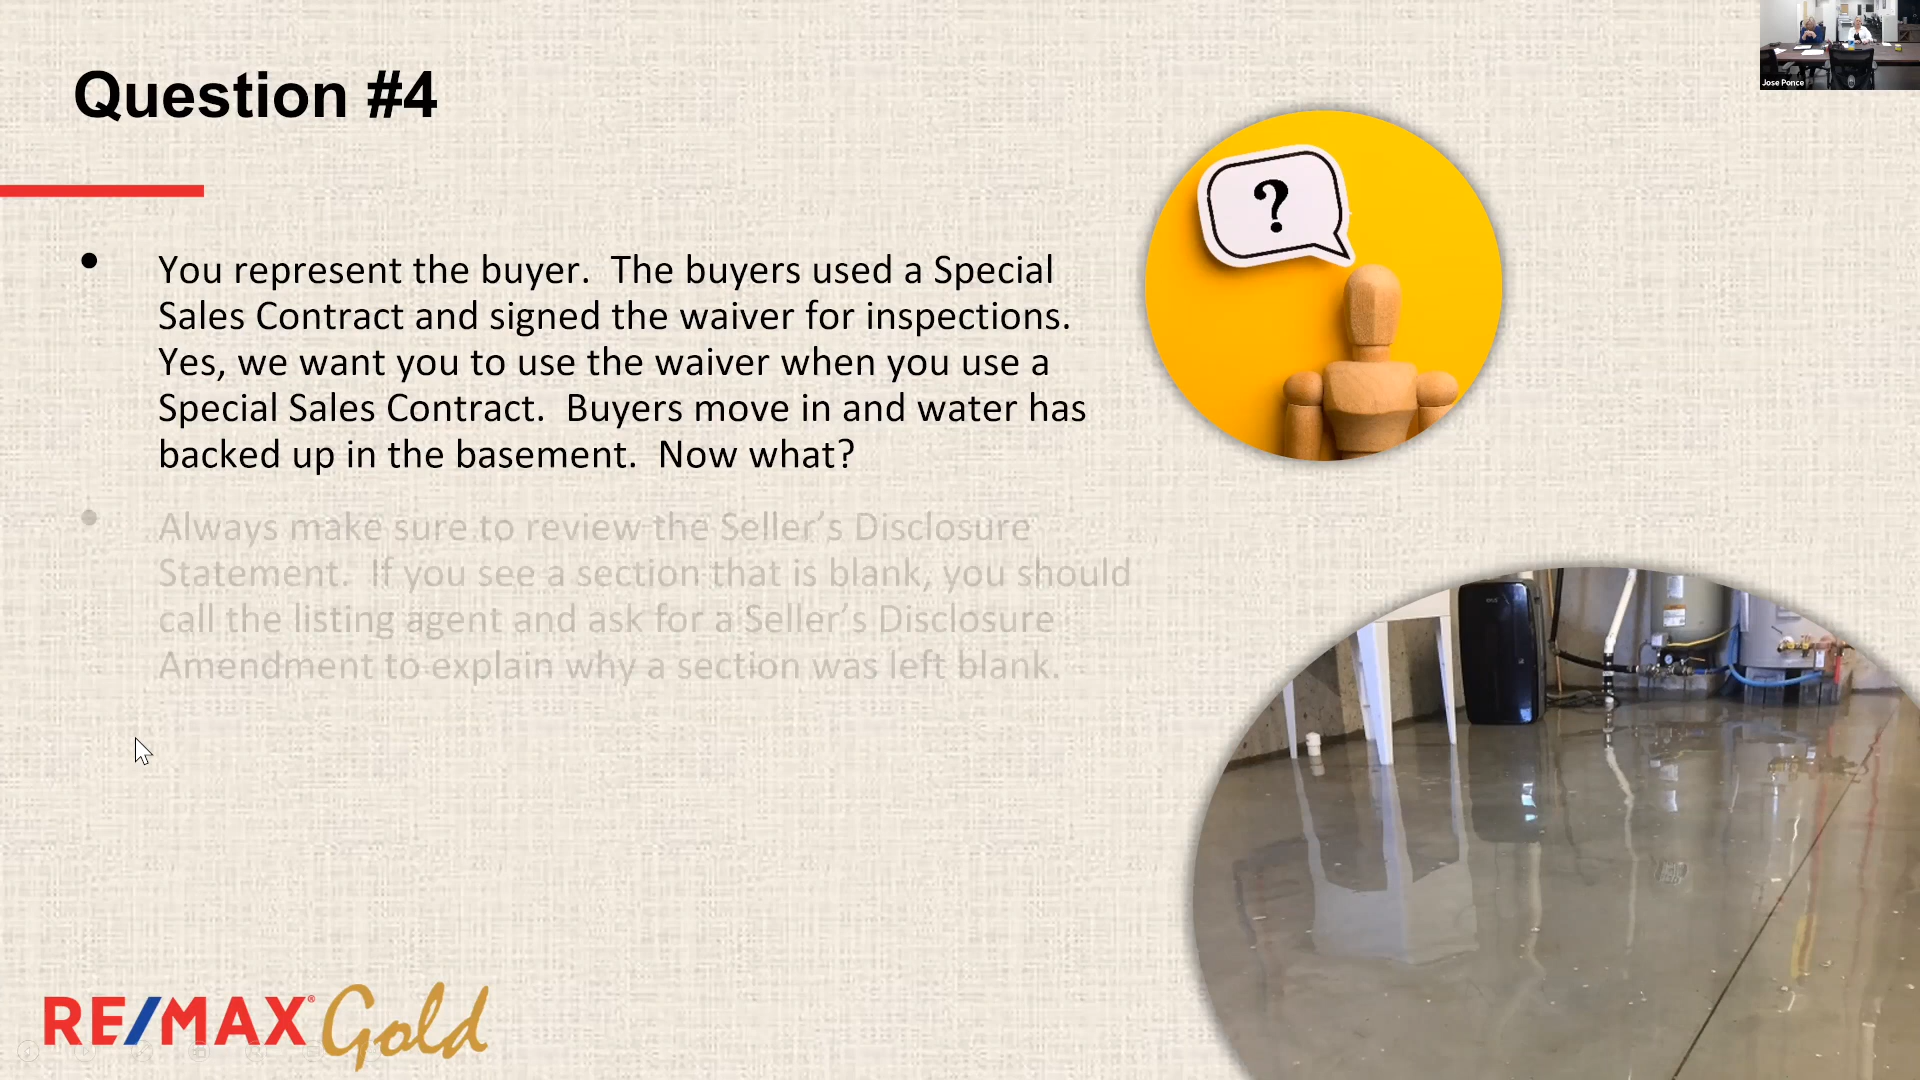 Question #4
Jose Ponce
?
• You represent the buyer.  The buyers used a Special
Sales Contract and signed the waiver for inspections.
Yes, we want you to use the waiver when you use a
Special Sales Contract.  Buyers move in and water has
backed up in the basement.  Now what?
• Always make sure to review the Seller’s Disclosure
Statement.  If you see a section that is blank, you should
call the listing agent and ask for a Seller’s Disclosure
Amendment to explain why a section was left blank.
RE/MAX® Gold